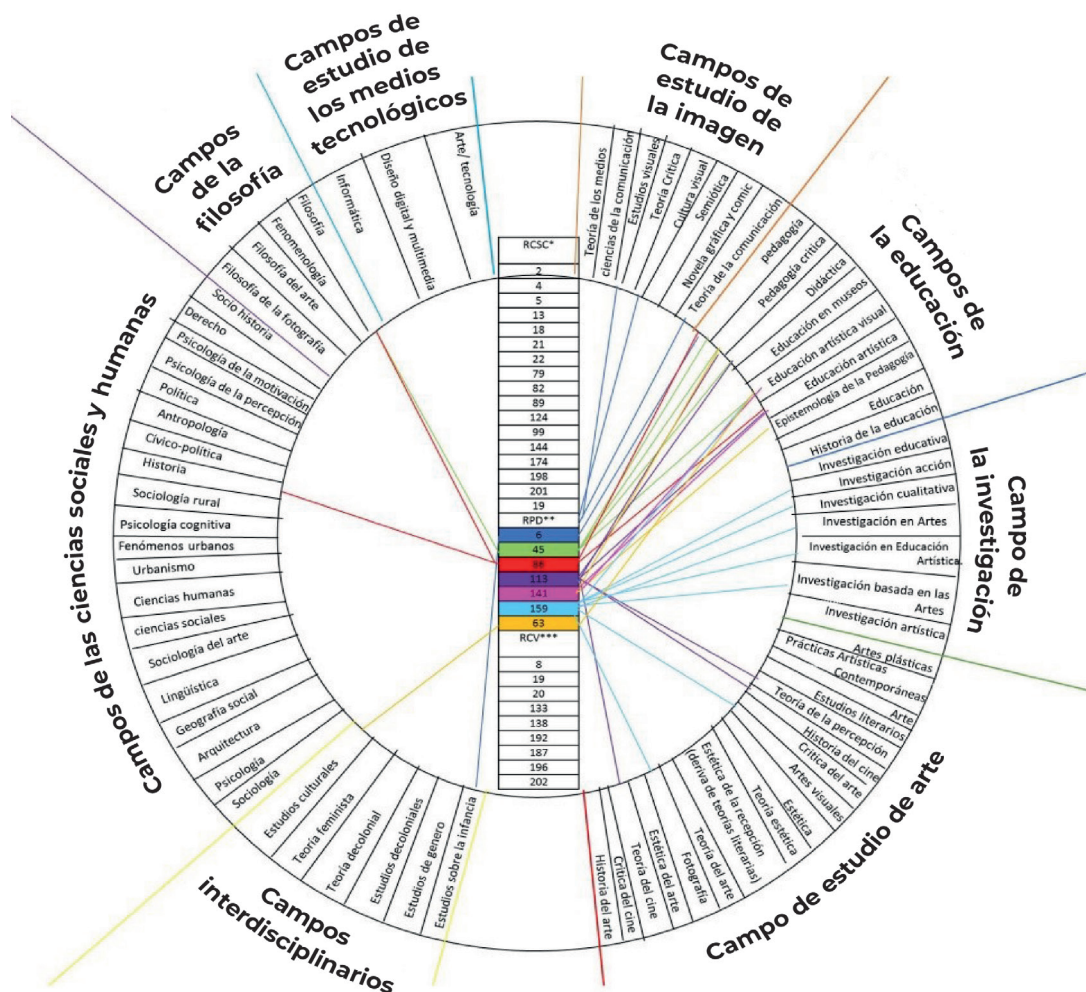 Campos de
estudio de
los medios
tecnológicos
Campos de
estudio de
la imagen
Campos
de la
filosofía
Campos de
la educación
Campo de
la investigación
Campo de estudio de arte
Campos
interdisciplinarios
Campos de las ciencias sociales y humanas
Filosofía
Informática
Diseño digital y multimedia
Arte/ tecnología
Teoría de los medios
ciencias de la comunicación
Estudios visuales
Teoría Crítica
Cultura visual
Semiótica
Novela gráfica y comic
Teoría de la comunicación
pedagogía
Pedagogía critica
Didáctica
Educación en museos
Educación artística visual
Educación artística
Epistemología de la Pedagogía
Educación
Historia de la educación
Investigación educativa
Investigación acción
Investigación cualitativa
Investigación en Artes
Investigación en Educación
Artística.
Investigación basada en las
Artes
Investigación artística
Artes plásticas
Prácticas Artísticas
Contemporáneas
Arte
Estudios literarios
Teoría de la percepción
Historia del cine
Crítica del arte
Artes visuales
Estética
Teoría estética
Estética de la recepción
(deriva de teorías literarias)
Teoría del arte
Fotografía
Estética del arte
Teoría del cine
Crítica del cine
Historia del arte
Estudios sobre la infancia
Estudios de genero
Estudios decoloniales
Teoría decolonial
Teoría feminista
Estudios culturales
Sociología
Psicología
Arquitectura
Geografía social
Lingüística
Sociología del arte
ciencias sociales
Ciencias humanas
Urbanismo
Fenómenos urbanos
Psicología cognitiva
Sociología rural
Historia
Cívico-política
Antropología
Política
Psicología de la percepción
Psicología de la motivación
Derecho
Socio historia
Filosofía de la fotografía
Filosofía del arte
Fenomenología
RCSC*
2
4
5
13
18
21
22
79
82
89
124
99
144
174
198
201
19
RPD**
6
45
88
113
141
159
63
RCV***
8
19
20
133
138
192
187
196
202